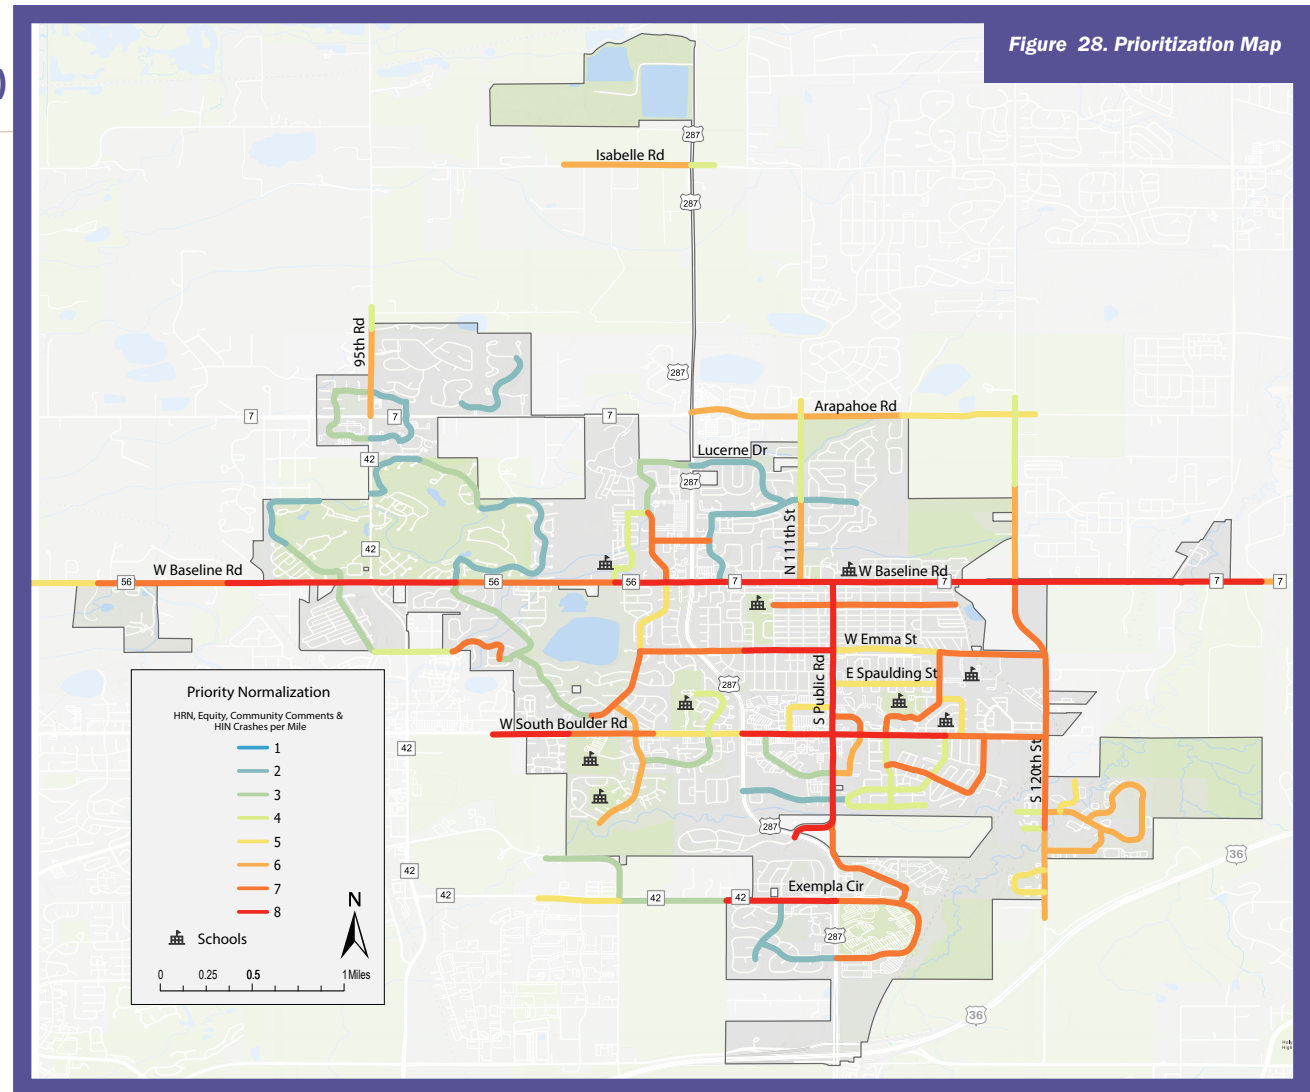 )
Figure 28. Prioritization Map
287
Isabelle Rd
287
95th Rd
287
7
7
7
Arapahoe Rd
Lucerne Dr
42
287
N 111th St
42
W Baseline Rd
56
56
56
7
W Baseline Rd
7
7
7
W Emma St
E Spaulding St
S Public Rd
287
W South Boulder Rd
42
S 120th St
287
36
42
42
42
42
Exempla Cir
287
36
Priority Normalization
HRN, Equity, Community Comments &
HIN Crashes per Mile
1
2
3
4
5
6
7
8
Schools
N
0 0.25 0.5 1 Miles